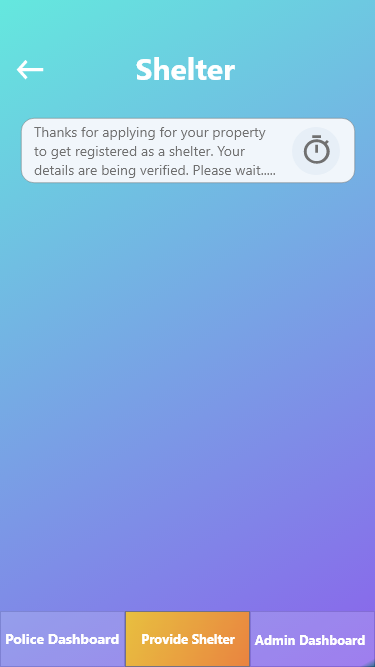 Shelter
Thanks for applying for your property
to get registered as a shelter. Your
details are being verified. Please wait.....
Police Dashboard
Provide Shelter
Admin Dashboard